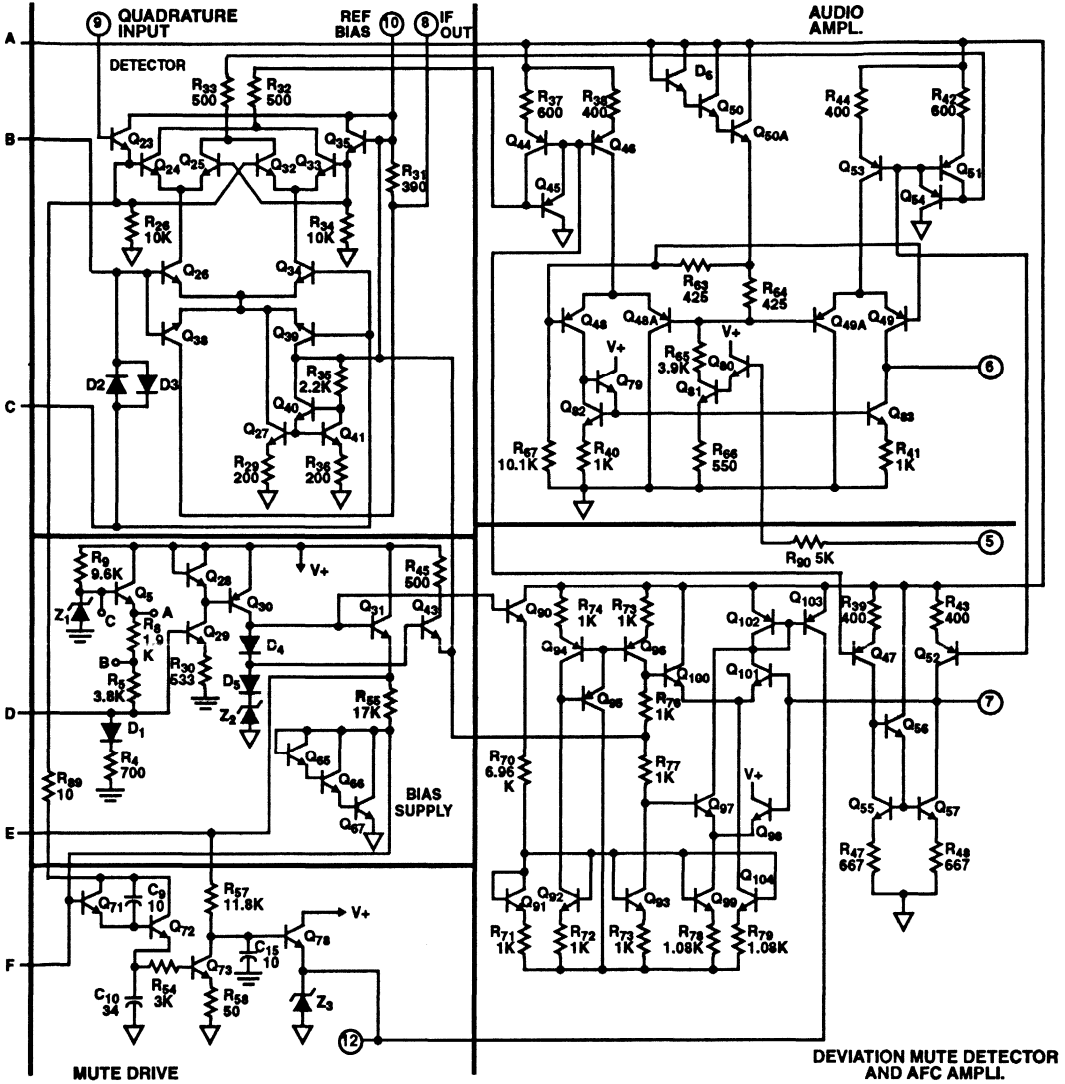 9 QUADRATURE INPUT
REF BIAS 10
8 IF OUT
AUDIO AMPL.
A
DETECTOR
R33 500
R32 500
R37 600
R38 400
D6
Q50
Q50A
R44 400
R42 600
B
Q23
Q24
Q25
Q32
Q33
Q35
R31 390
Q44
Q46
Q45
Q53
Q51
Q54
R26 10K
R34 10K
Q26
Q34
R63 425
R64 425
Q38
Q39
Q48
Q48A
Q49A
Q49
V+
V+
R65 3.9K
Q80
Q79
Q81
6
D2
D3
R35 2.2K
C
Q40
Q27
Q41
Q82
Q83
R29 200
R36 200
R67 10.1K
R40 1K
R66 550
R41 1K
R90 5K
5
R9 9.6K
Q5
Z1
C
A
Q28
Q30
V+
R45 500
Q31
Q43
R6 1.9 K
Q29
D4
B
R5 3.8K
R30 533
D5
Z2
R55 17K
D
D1
R4 700
Q65
Q66
Q67
BIAS SUPPLY
R89 10
E
Q90
R74 1K
R73 1K
Q94
Q96
Q95
Q100
Q102
Q103
Q101
R39 400
R43 400
Q47
Q52
R76 1K
7
Q56
R70 6.96 K
R77 1K
V+
Q97
Q98
Q55
Q57
R47 667
R48 667
Q71
C9 10
Q72
R57 11.8K
V+
Q78
C15 10
Q91
Q92
Q93
Q99
Q104
R71 1K
R72 1K
R73 1K
R78 1.08K
R79 1.08K
F
C10 34
R54 3K
Q73
R58 50
Z3
12
MUTE DRIVE
DEVIATION MUTE DETECTOR
AND AFC AMPLI.